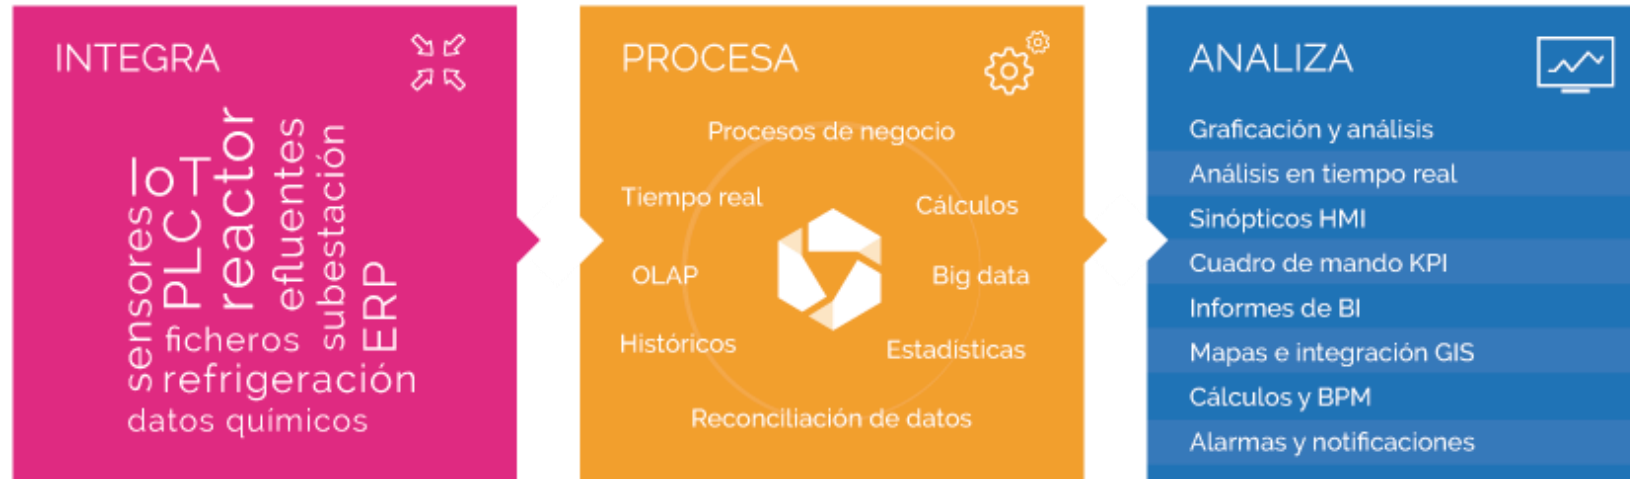 INTEGRA
IoT
sensores
PLC
reactor
efluentes
subestación
ERP
ficheros
refrigeración
datos químicos
PROCESA
Procesos de negocio
Tiempo real
Cálculos
OLAP
Big data
Históricos
Estadísticas
Reconciliación de datos
ANALIZA
Graficación y análisis
Análisis en tiempo real
Sinópticos HMI
Cuadro de mando KPI
Informes de BI
Mapas e integración GIS
Cálculos y BPM
Alarmas y notificaciones